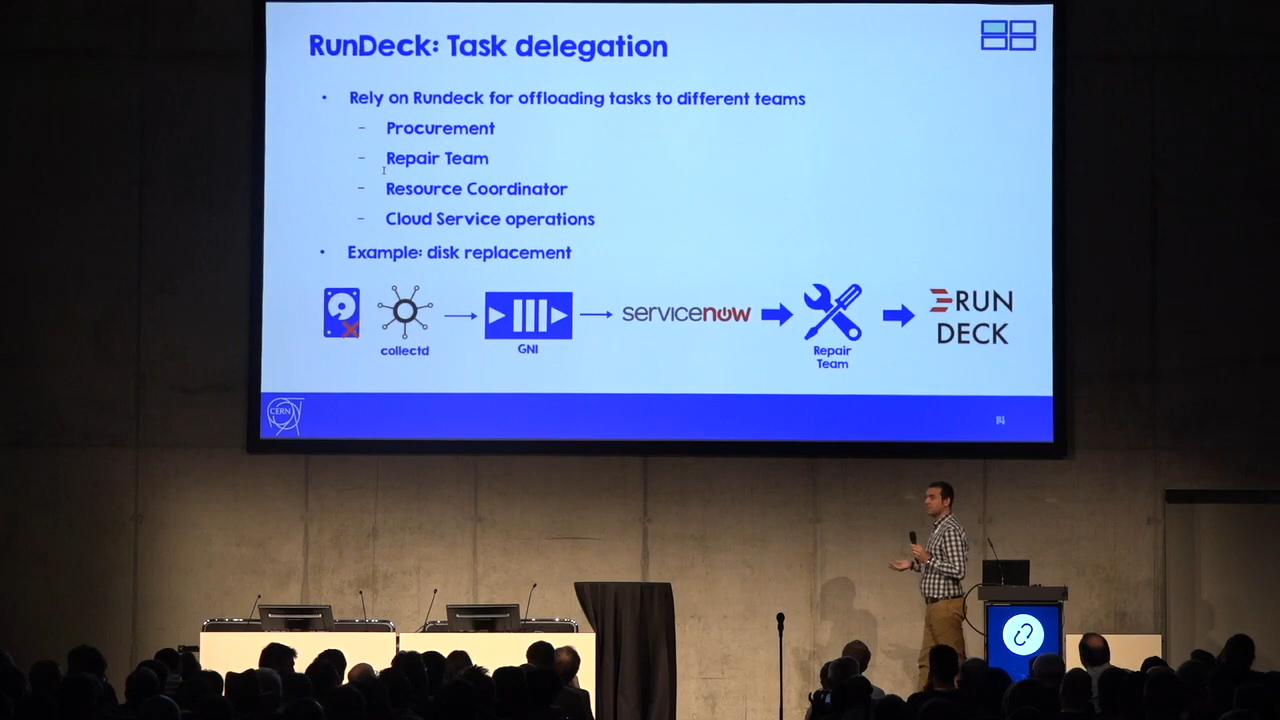 RunDeck: Task delegation
• Rely on Rundeck for offloading tasks to different teams
– Procurement
– Repair Team
– Resource Coordinator
– Cloud Service operations
• Example: disk replacement
collectd
GNI
servicenow
Repair
Team
RUN
DECK
CERN
14